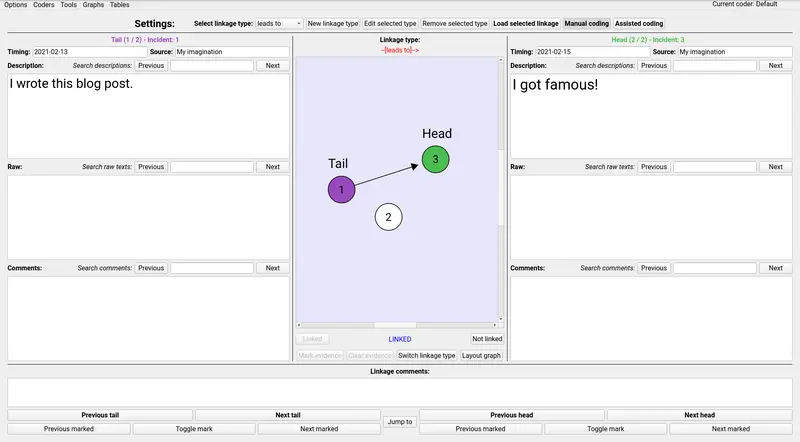 Options Coders Tools Graphs Tables Current coder: Default
Settings: Select linkage type: leads to New linkage type Edit selected type Remove selected type Load selected linkage Manual coding Assisted coding
Tail (1 / 2) - Incident: 1
Timing: 2021-02-13 Source: My imagination
Description: Search descriptions: Previous Next
I wrote this blog post.
Raw: Search raw texts: Previous Next
Comments: Search comments: Previous Next
Linkage type:
--[leads to]-->
Head
Tail
3
1
2
Linked LINKED Not linked
Mark evidence Clear evidence Switch linkage type Layout graph
Head (2 / 2) - Incident: 3
Timing: 2021-02-15 Source: My imagination
Description: Search descriptions: Previous Next
I got famous!
Raw: Search raw texts: Previous Next
Comments: Search comments: Previous Next
Linkage comments:
Previous tail Next tail Previous head Next head
Jump to
Previous marked Toggle mark Next marked Previous marked Toggle mark Next marked